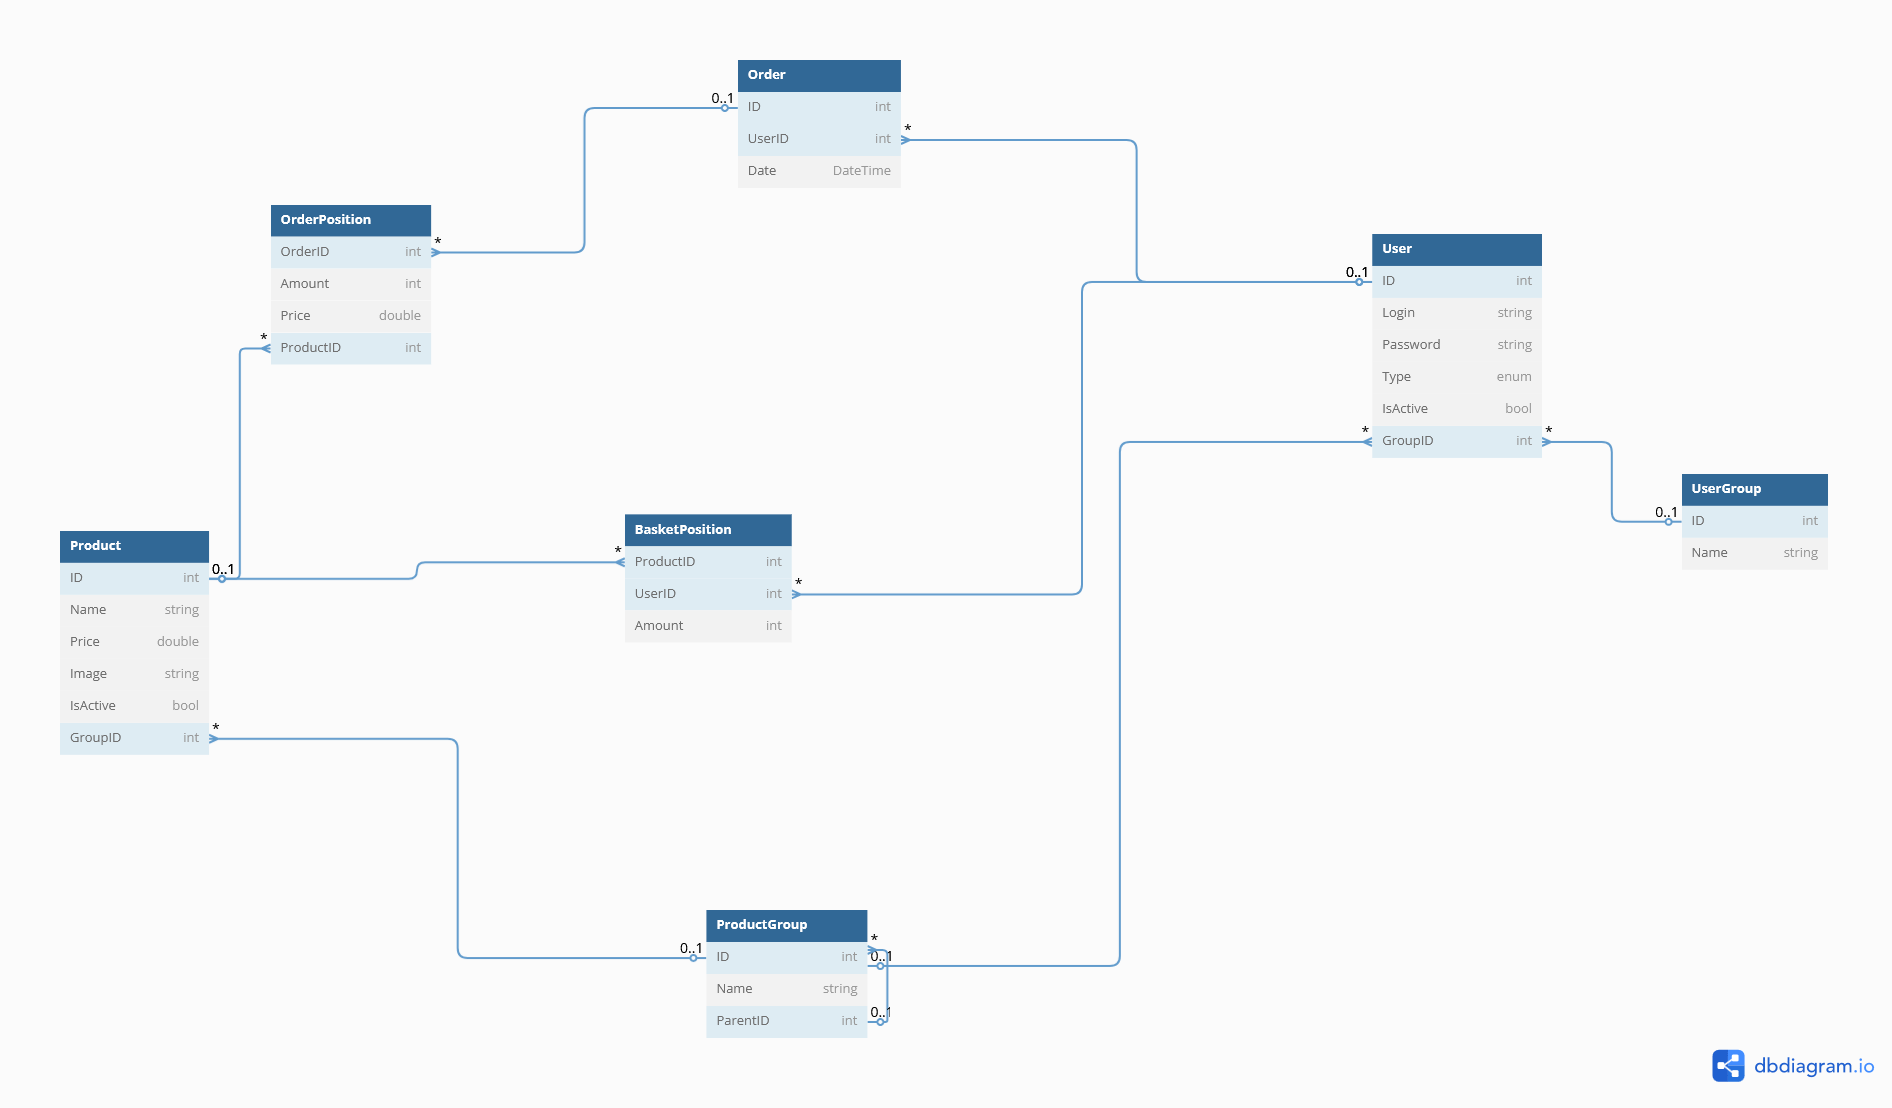 Order
0..1
ID int
*
UserID int
Date DateTime
OrderPosition
*
OrderID int
Amount int
Price double
*
ProductID int
User
0..1
ID int
Login string
Password string
Type enum
IsActive bool
*
GroupID int
*
UserGroup
0..1
ID int
Name string
BasketPosition
*
ProductID int
*
UserID int
Amount int
Product
0..1
ID int
Name string
Price double
Image string
IsActive bool
*
GroupID int
ProductGroup
*
0..1
ID int
0..1
Name string
0..1
ParentID int
dbdiagram.io